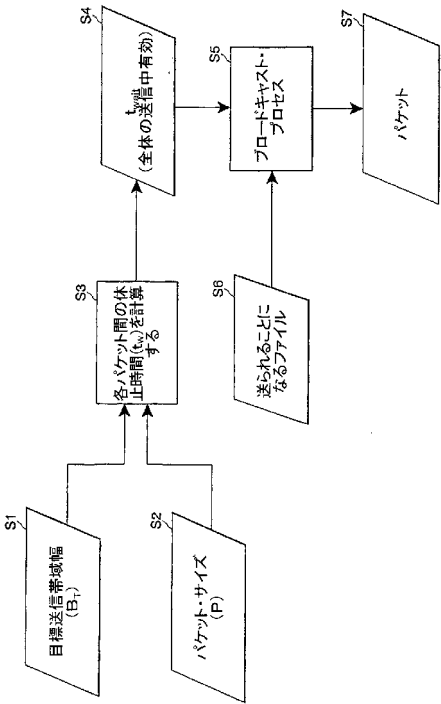 S1
目標送信帯域幅
(BT)
S2
パケット・サイズ
(P)
S3
各パケット間の休
止時間(tw)を計算
する
S4
twait
(全体の送信中有効)
S5
ブロードキャスト・
プロセス
S6
送られることに
なるファイル
S7
パケット